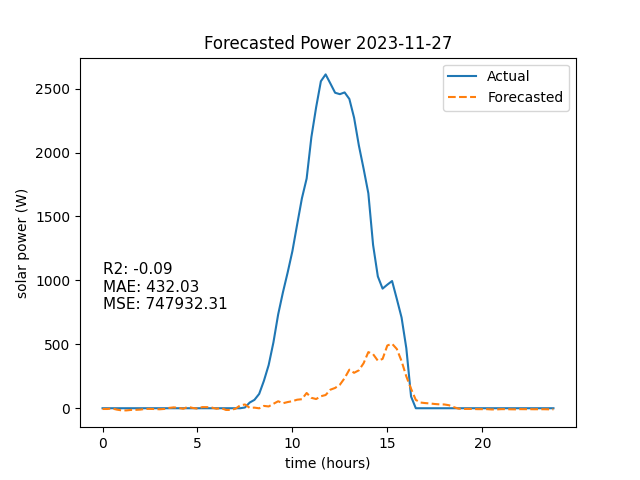 Forecasted Power 2023-11-27
Actual
Forecasted
2500
2000
1500
1000
500
0
solar power (W)
R2: -0.09
MAE: 432.03
MSE: 747932.31
0 5 10 15 20
time (hours)